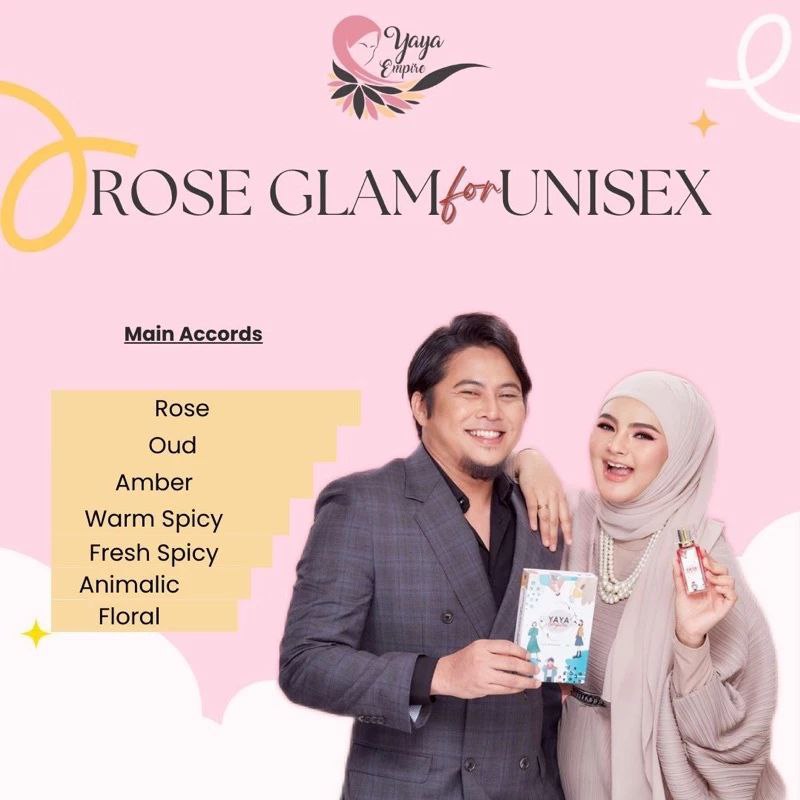 Yaya
Empire
ROSE GLAM for UNISEX
Main Accords
Rose
Oud
Amber
Warm Spicy
Fresh Spicy
Animalic
Floral
YAYA